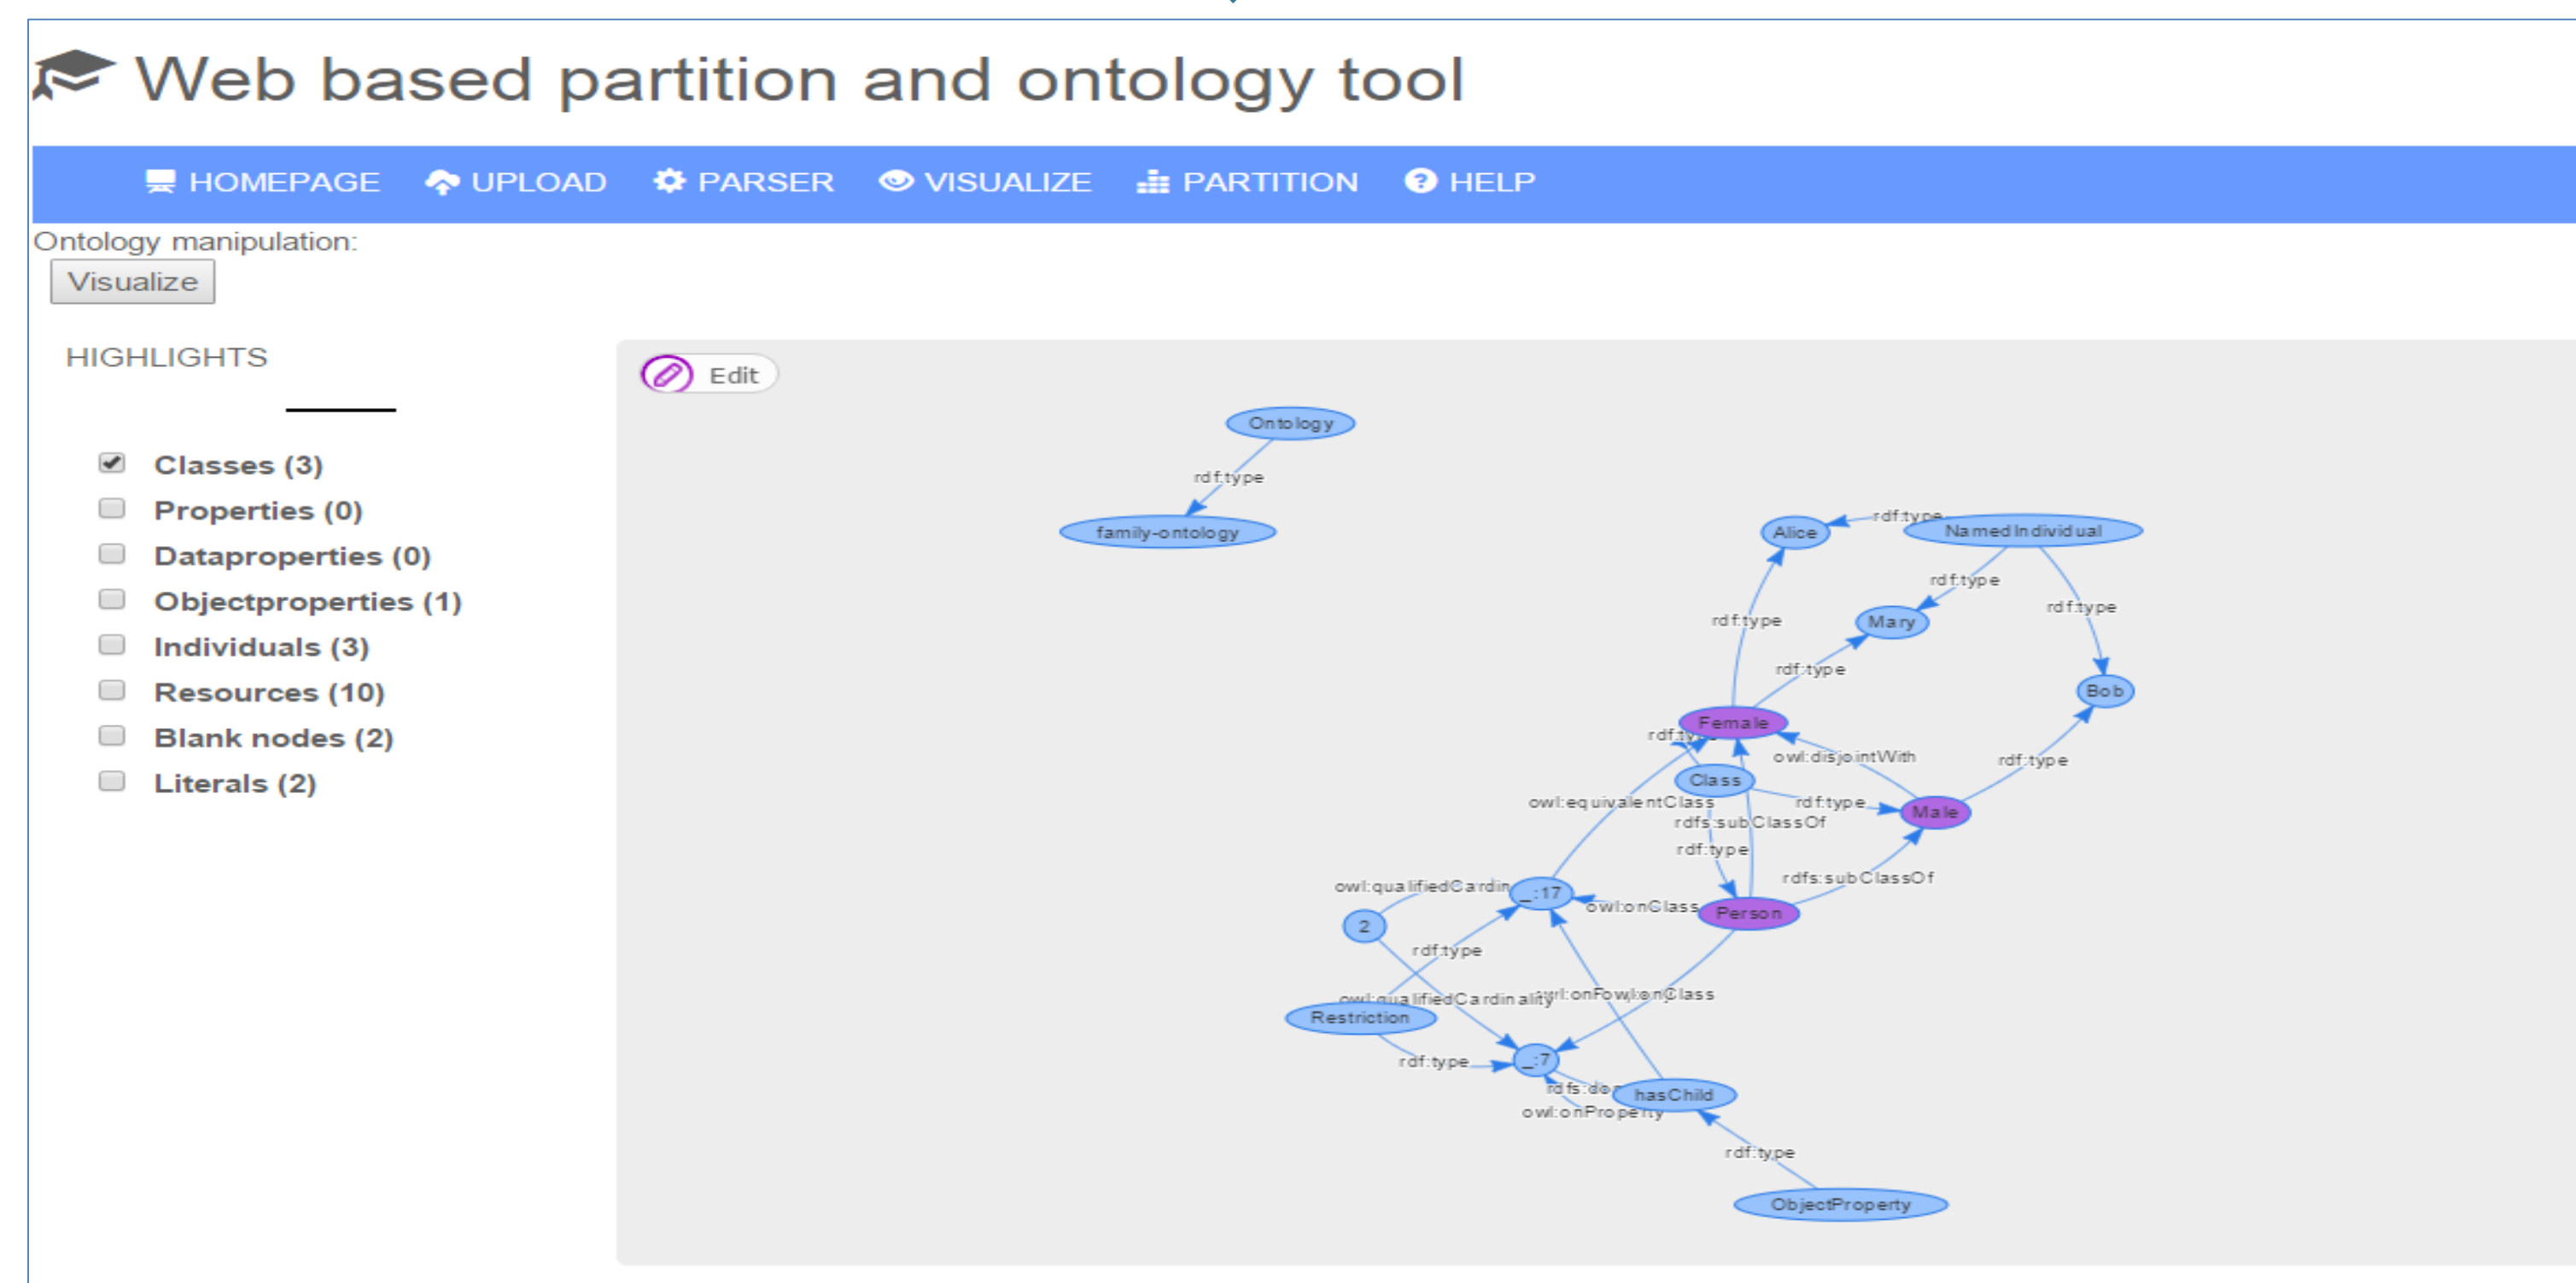 Web based partition and ontology tool
HOMEPAGE UPLOAD PARSER VISUALIZE PARTITION HELP
Ontology manipulation:
Visualize
HIGHLIGHTS
Edit
Classes (3)
Properties (0)
Dataproperties (0)
Objectproperties (1)
Individuals (3)
Resources (10)
Blank nodes (2)
Literals (2)
Ontology
rdf:type
family-ontology
Alice
rdf:type
NamedIndividual
rdf:type
rdf:type
rdf:type
Mary
rdf:type
Bob
Female
owl:disjointWith
rdf:type
Class
owl:equivalentClass
rdf:type
Male
rdfs:subClassOf
rdf:type
rdfs:subClassOf
owl:qualifiedCardin
_:17
owl:onClass
Person
2
rdf:type
owl:qualifiedCardinality
Restriction
rdf:type
_:7
hasChild
owl:onProperty
rdf:type
ObjectProperty